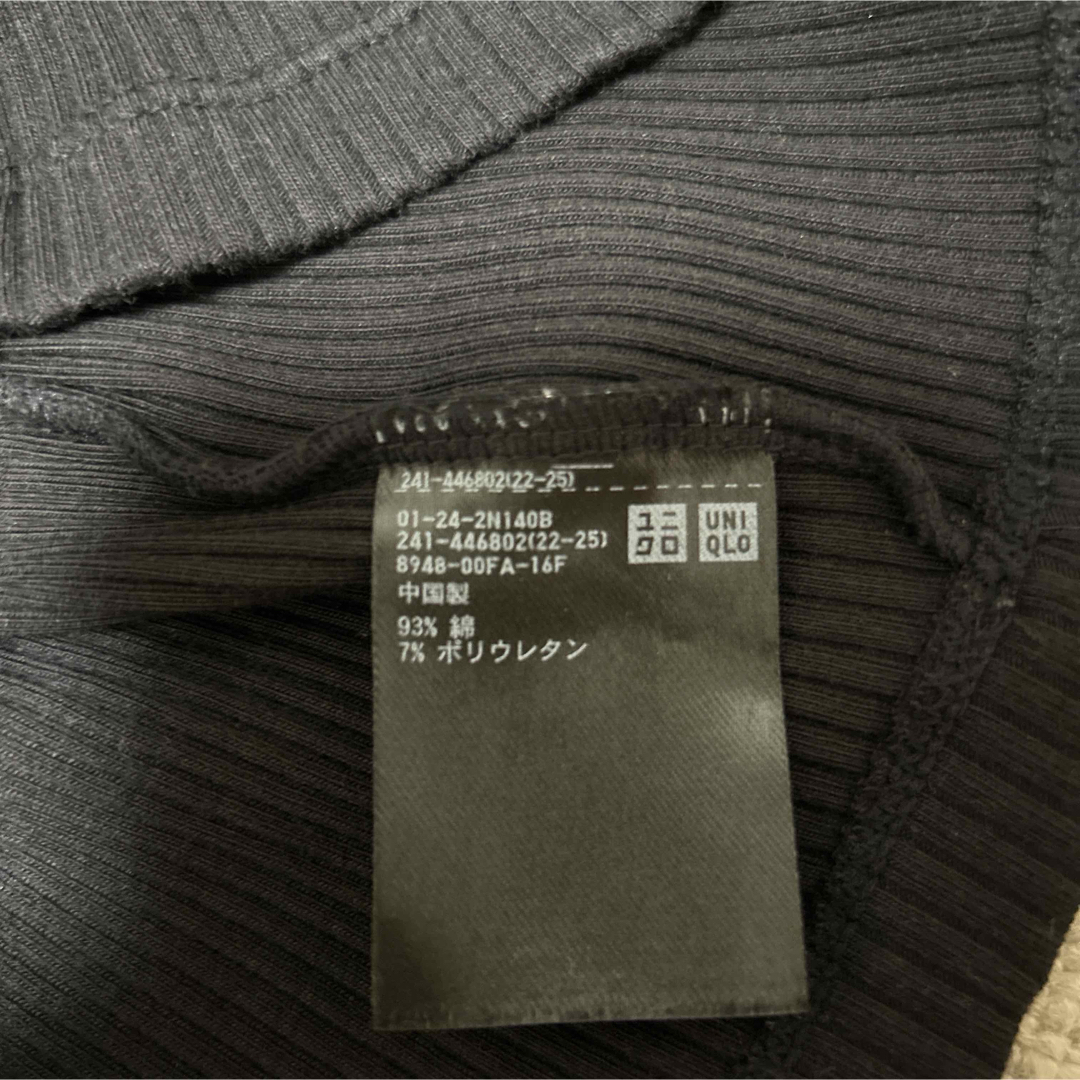 241-446802(22-25)
01-24-2N140B
241-446802(22-25)
8948-00FA-16F
中国製
93% 綿
7% ポリウレタン
ユニ
クロ
UNI
QLO